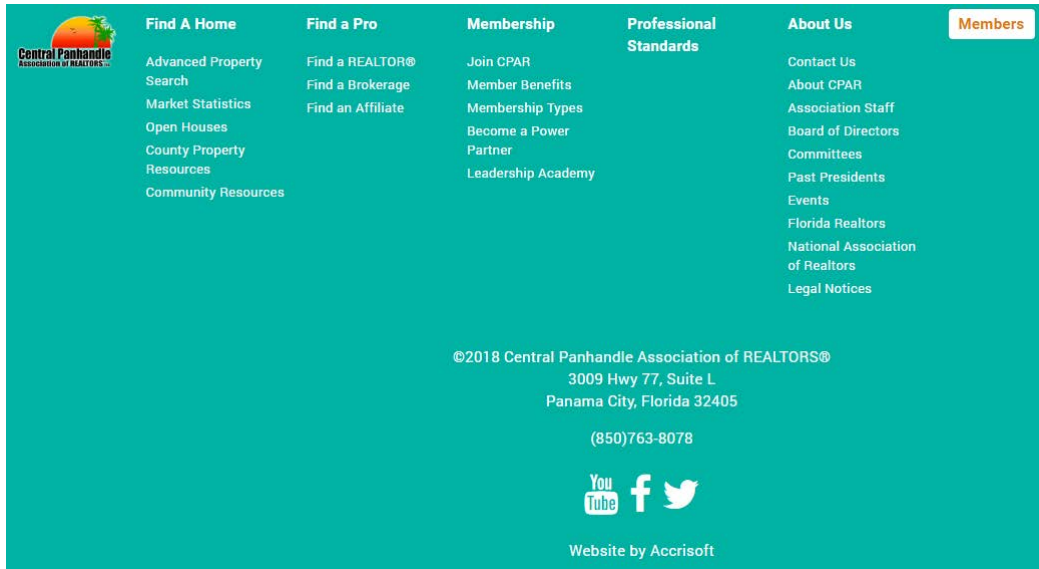 Central Panhandle
Association of REALTORS
Find A Home
Advanced Property
Search
Market Statistics
Open Houses
County Property
Resources
Community Resources
Find a Pro
Find a REALTOR®
Find a Brokerage
Find an Affiliate
Membership
Join CPAR
Member Benefits
Membership Types
Become a Power
Partner
Leadership Academy
Professional
Standards
About Us
Contact Us
About CPAR
Association Staff
Board of Directors
Committees
Past Presidents
Events
Florida Realtors
National Association
of Realtors
Legal Notices
Members
©2018 Central Panhandle Association of REALTORS®
3009 Hwy 77, Suite L
Panama City, Florida 32405
(850)763-8078
You
Tube
Website by Accrisoft